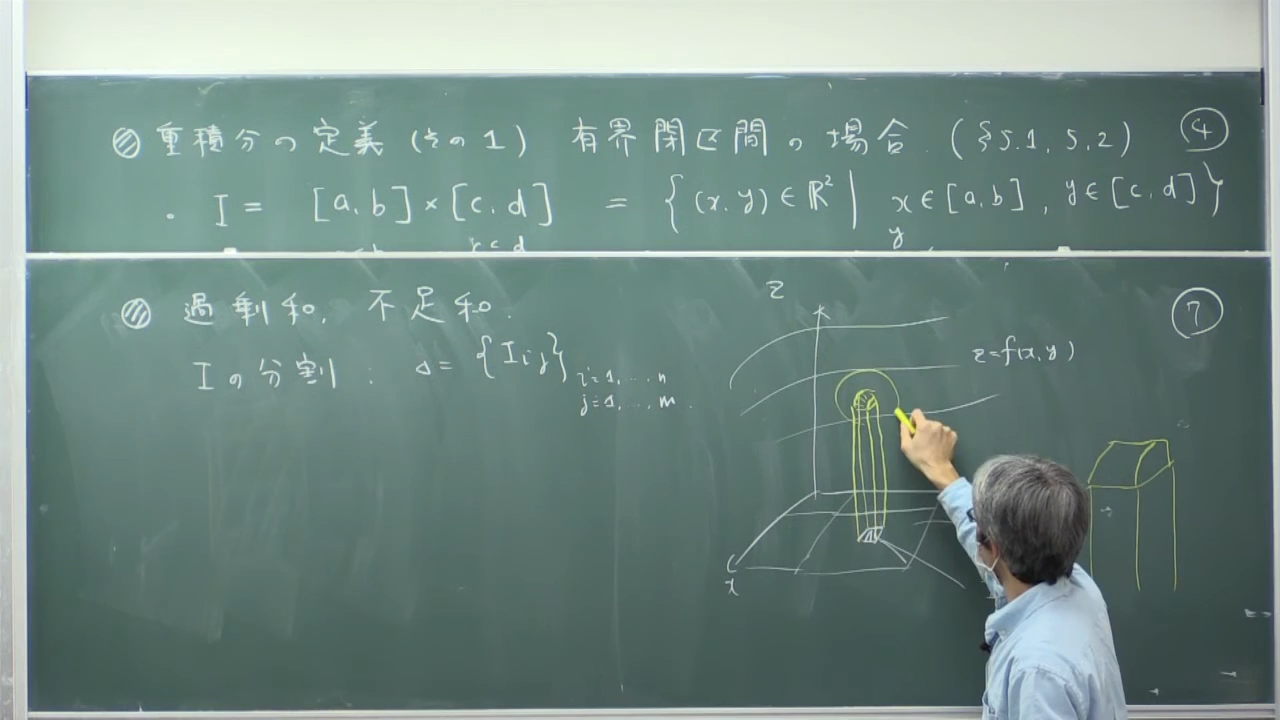 重積分の定義(その1) 有界閉区間の場合. (§5.1, 5.2) ④
・ I = [a,b]×[c,d] = {(x,y)∈ℝ² | x∈[a,b], y∈[c,d]}
c<d
y
過剰和, 不足和. ⑦
Iの分割: Δ= {Iij} i=1,…,n
j=1,…,m.
z
z=f(x,y)
x